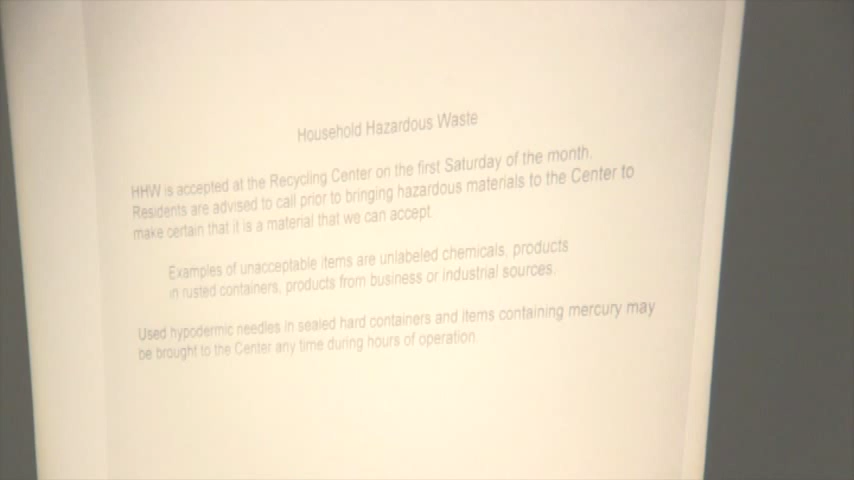 Household Hazardous Waste
HHW is accepted at the Recycling Center on the first Saturday of the month.
Residents are advised to call prior to bringing hazardous materials to the Center to
make certain that it is a material that we can accept.
Examples of unacceptable items are unlabeled chemicals, products
in rusted containers, products from business or industrial sources.
Used hypodermic needles in sealed hard containers and items containing mercury may
be brought to the Center any time during hours of operation.